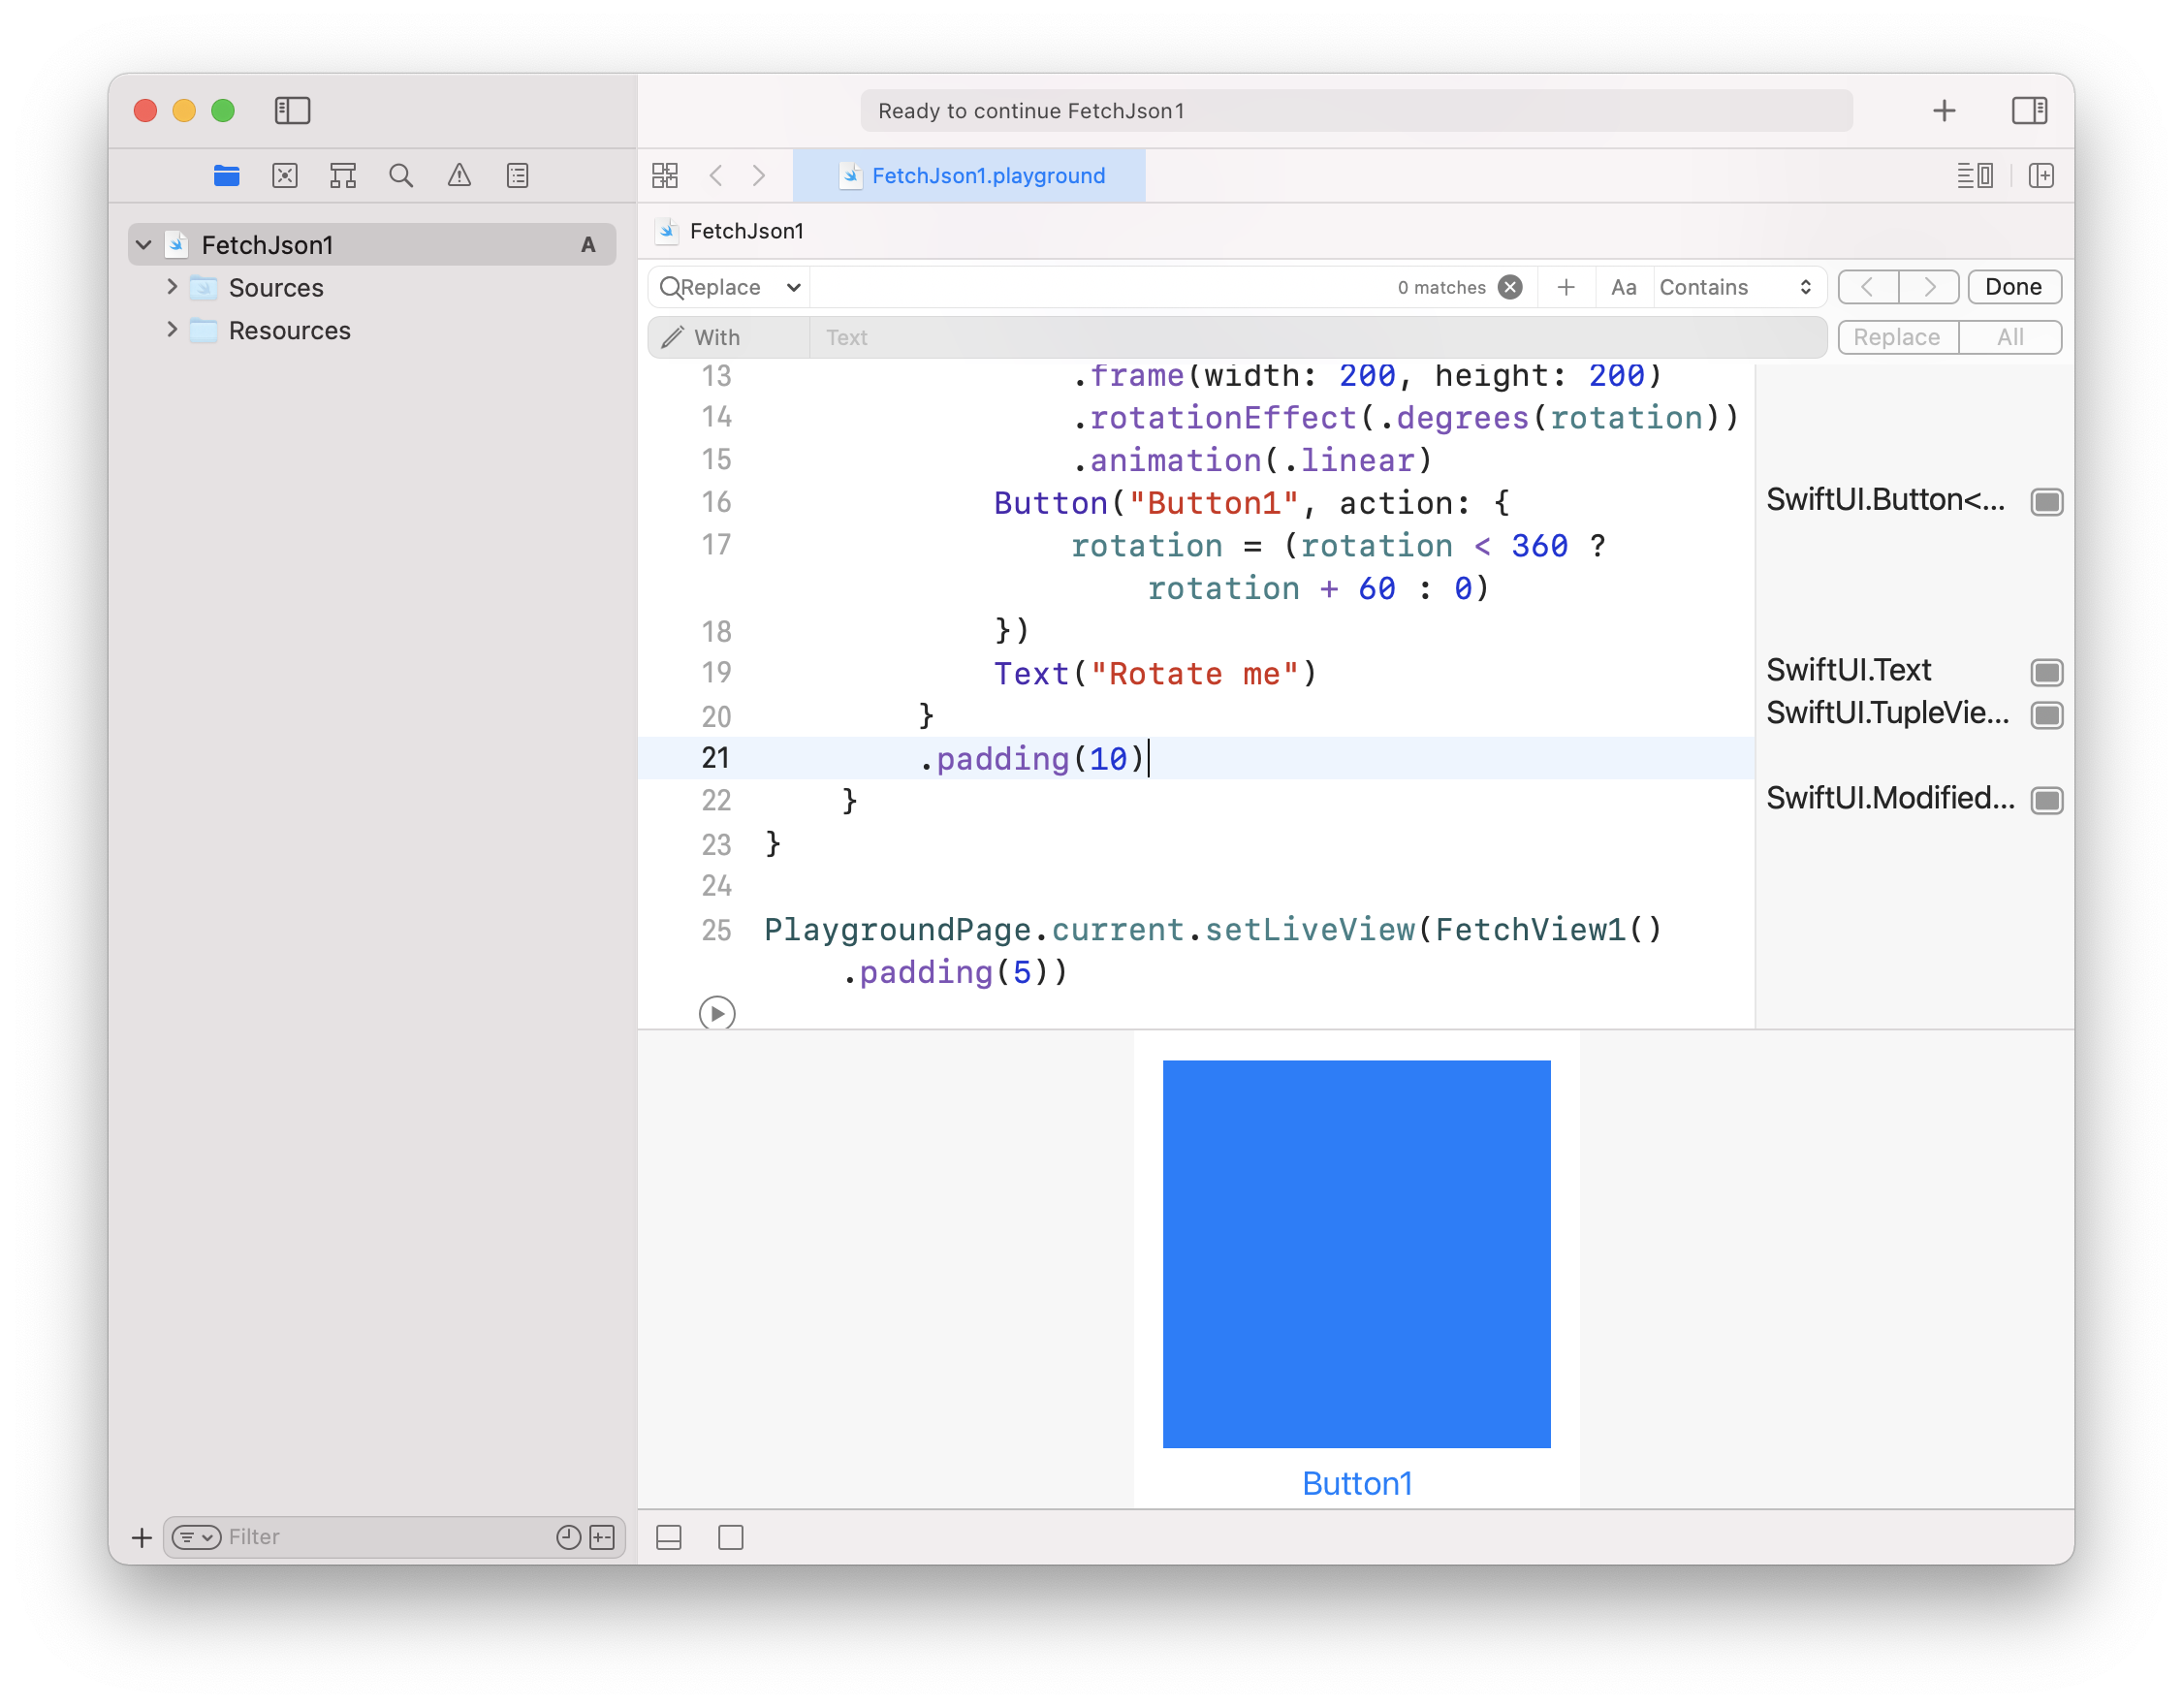 Ready to continue FetchJson1
FetchJson1.playground
FetchJson1
FetchJson1 A
Sources
Resources
Replace 0 matches Aa Contains Done
With Text Replace All
13 .frame(width: 200, height: 200)
14 .rotationEffect(.degrees(rotation))
15 .animation(.linear)
16 Button("Button1", action: { SwiftUI.Button<...
17 rotation = (rotation < 360 ?
rotation + 60 : 0)
18 })
19 Text("Rotate me") SwiftUI.Text
20 } SwiftUI.TupleVie...
21 .padding(10)
22 } SwiftUI.Modified...
23 }
24
25 PlaygroundPage.current.setLiveView(FetchView1()
.padding(5))
Button1
Filter